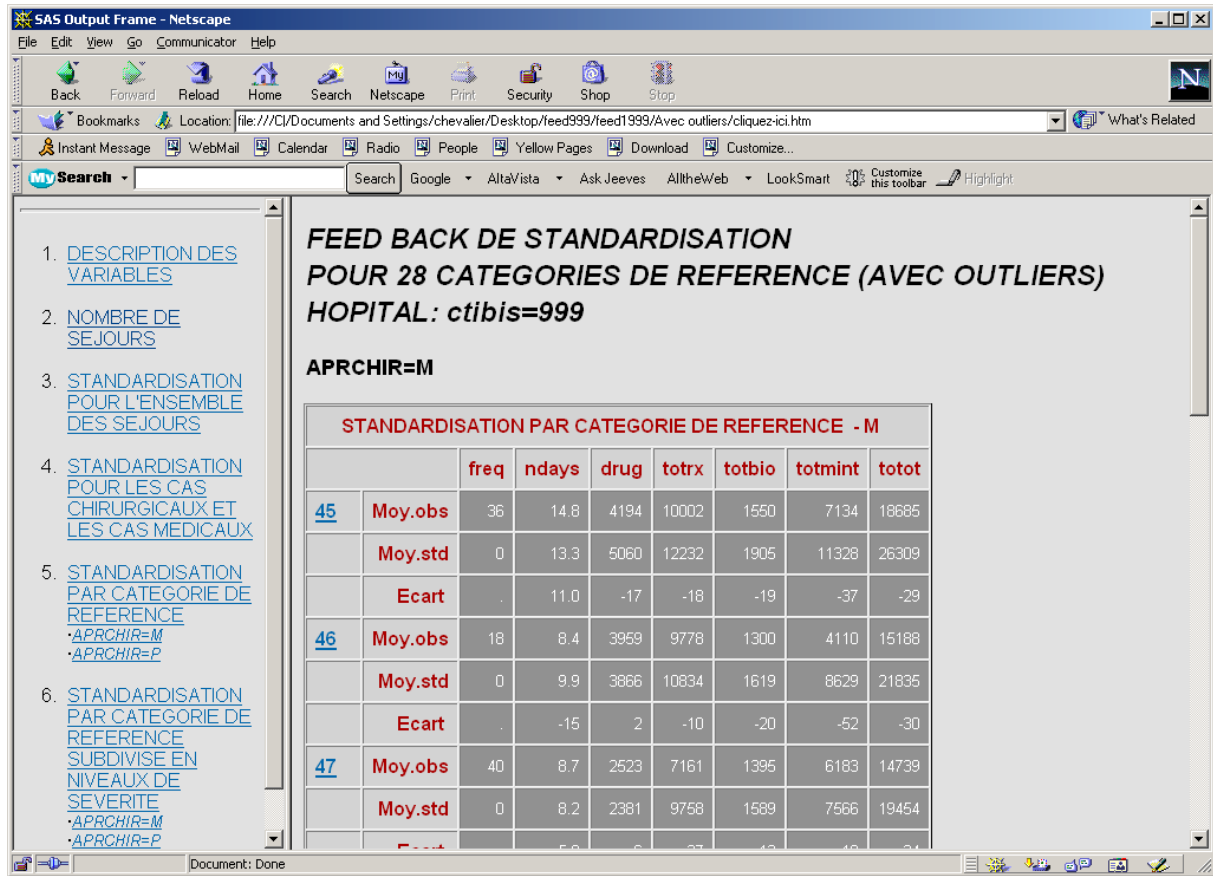 SAS Output Frame - Netscape
File Edit View Go Communicator Help
Back Forward Reload Home Search Netscape Print Security Shop Stop
Bookmarks Location: file:///C|/Documents and Settings/chevalier/Desktop/feed999/feed1999/Avec outliers/cliquez-ici.htm What's Related
Instant Message WebMail Calendar Radio People Yellow Pages Download Customize...
My Search Search Google AltaVista Ask Jeeves AlltheWeb LookSmart Customize this toolbar Highlight
1. DESCRIPTION DES
VARIABLES
2. NOMBRE DE
SEJOURS
3. STANDARDISATION
POUR L'ENSEMBLE
DES SEJOURS
4. STANDARDISATION
POUR LES CAS
CHIRURGICAUX ET
LES CAS MEDICAUX
5. STANDARDISATION
PAR CATEGORIE DE
REFERENCE
·APRCHIR=M
·APRCHIR=P
6. STANDARDISATION
PAR CATEGORIE DE
REFERENCE
SUBDIVISE EN
NIVEAUX DE
SEVERITE
·APRCHIR=M
·APRCHIR=P
FEED BACK DE STANDARDISATION
POUR 28 CATEGORIES DE REFERENCE (AVEC OUTLIERS)
HOPITAL: ctibis=999
APRCHIR=M
STANDARDISATION PAR CATEGORIE DE REFERENCE - M
freq ndays drug totrx totbio totmint totot
45 Moy.obs 36 14.8 4194 10002 1550 7134 18685
Moy.std 0 13.3 5060 12232 1905 11328 26309
Ecart . 11.0 -17 -18 -19 -37 -29
46 Moy.obs 18 8.4 3959 9778 1300 4110 15188
Moy.std 0 9.9 3866 10834 1619 8629 21835
Ecart . -15 2 -10 -20 -52 -30
47 Moy.obs 40 8.7 2523 7161 1395 6183 14739
Moy.std 0 8.2 2381 9758 1589 7566 19454
Document: Done